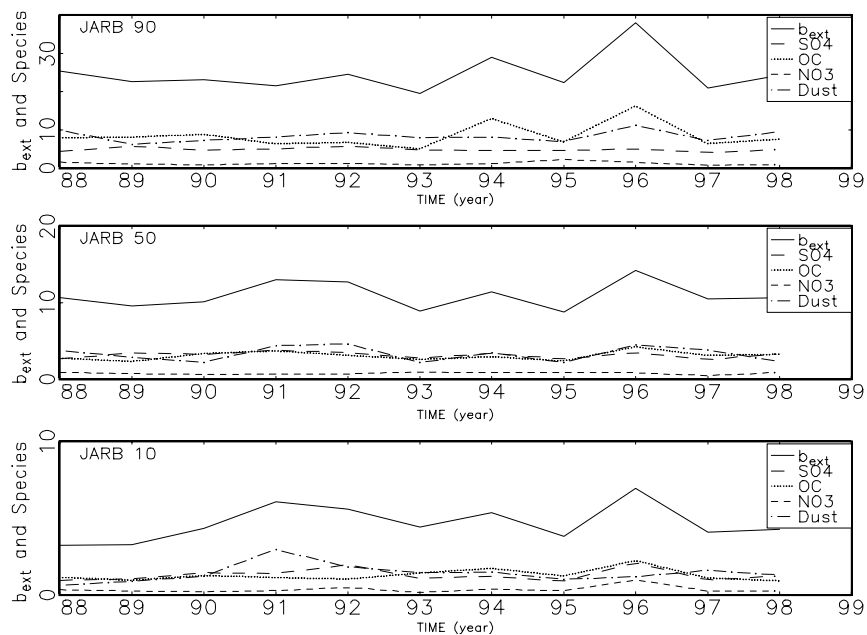 JARB 90
b_ext
SO4
OC
NO3
Dust
b_ext and Species
30
10
0
88 89 90 91 92 93 94 95 96 97 98 99
TIME (year)
JARB 50
b_ext
SO4
OC
NO3
Dust
b_ext and Species
20
10
0
88 89 90 91 92 93 94 95 96 97 98 99
TIME (year)
JARB 10
b_ext
SO4
OC
NO3
Dust
b_ext and Species
10
0
88 89 90 91 92 93 94 95 96 97 98 99
TIME (year)